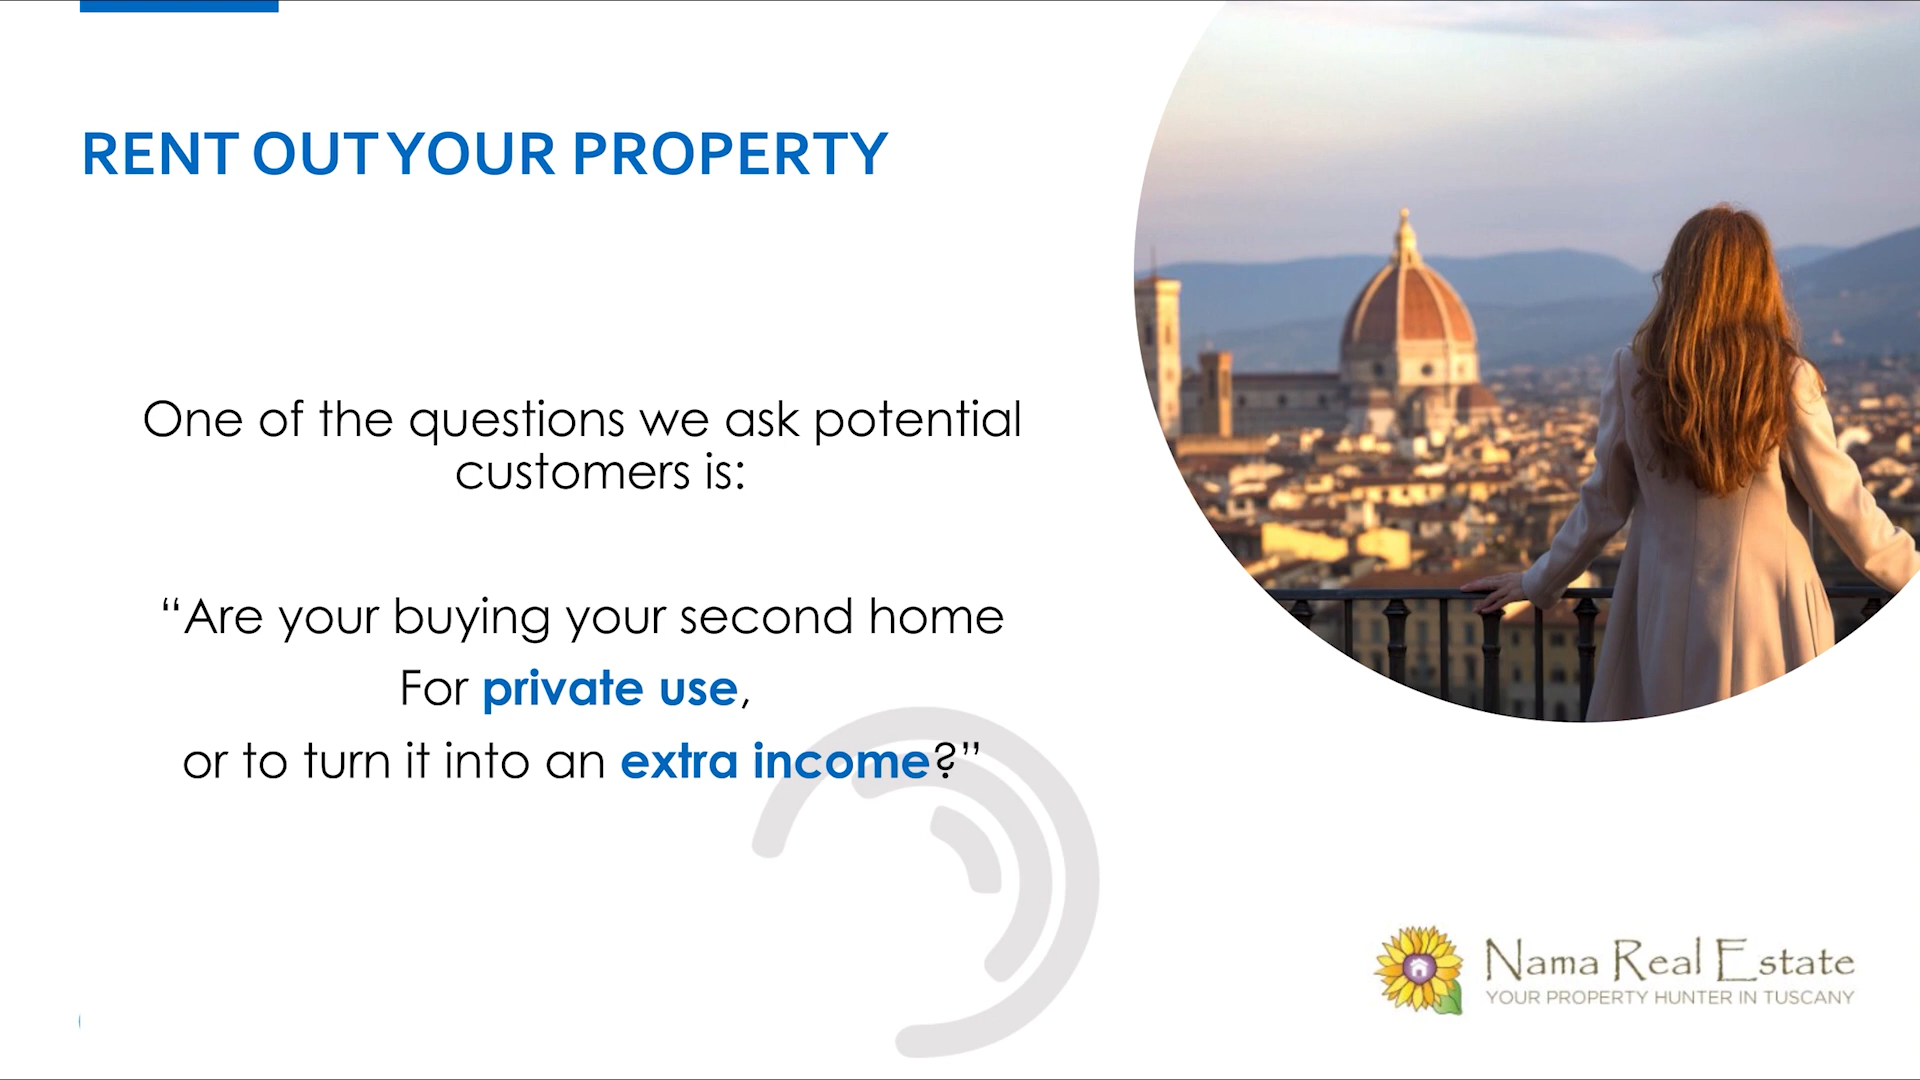 RENT OUT YOUR PROPERTY
One of the questions we ask potential
customers is:
“Are your buying your second home
For private use,
or to turn it into an extra income?”
Nama Real Estate
YOUR PROPERTY HUNTER IN TUSCANY